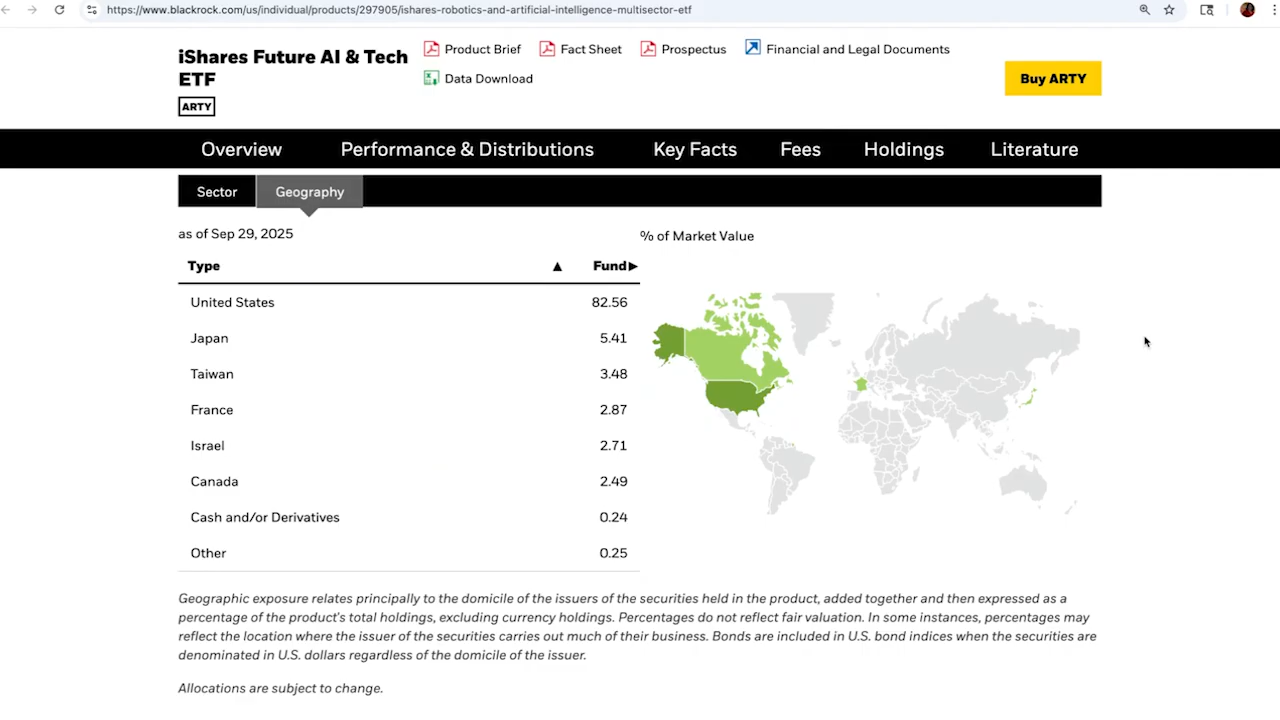 https://www.blackrock.com/us/individual/products/297905/ishares-robotics-and-artificial-intelligence-multisector-etf
iShares Future AI & Tech
ETF
ARTY
Product Brief Fact Sheet Prospectus Financial and Legal Documents
Data Download
Buy ARTY
Overview Performance & Distributions Key Facts Fees Holdings Literature
Sector Geography
as of Sep 29, 2025
% of Market Value
Type ▲ Fund▶
United States 82.56
Japan 5.41
Taiwan 3.48
France 2.87
Israel 2.71
Canada 2.49
Cash and/or Derivatives 0.24
Other 0.25
Geographic exposure relates principally to the domicile of the issuers of the securities held in the product, added together and then expressed as a
percentage of the product's total holdings, excluding currency holdings. Percentages do not reflect fair valuation. In some instances, percentages may
reflect the location where the issuer of the securities carries out much of their business. Bonds are included in U.S. bond indices when the securities are
denominated in U.S. dollars regardless of the domicile of the issuer.
Allocations are subject to change.